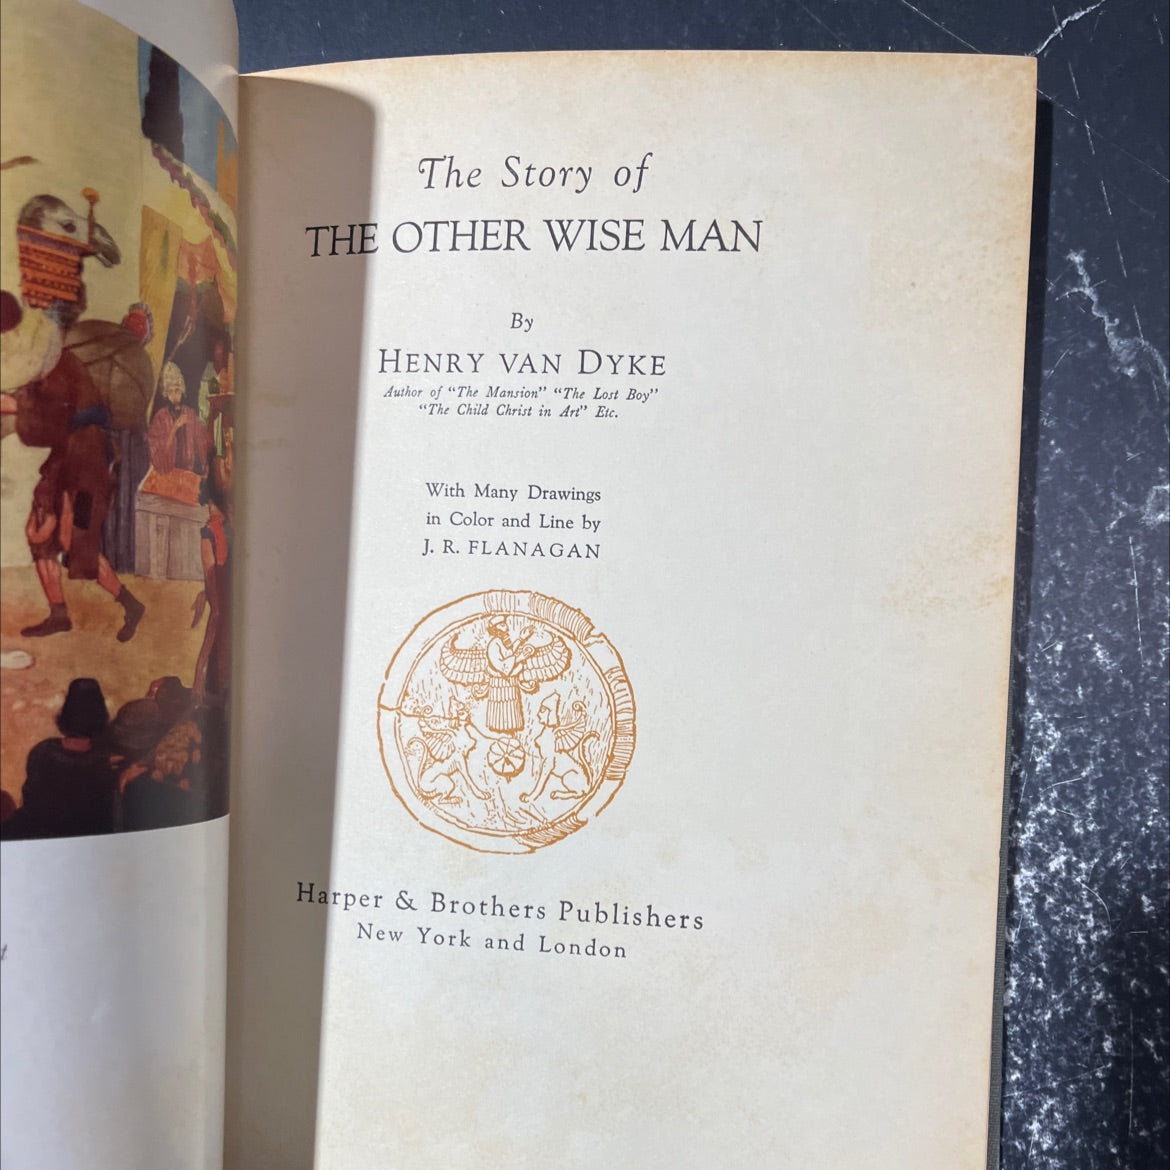 The Story of
THE OTHER WISE MAN
By
HENRY VAN DYKE
Author of "The Mansion" "The Lost Boy"
"The Child Christ in Art" Etc.
With Many Drawings
in Color and Line by
J. R. FLANAGAN
Harper & Brothers Publishers
New York and London